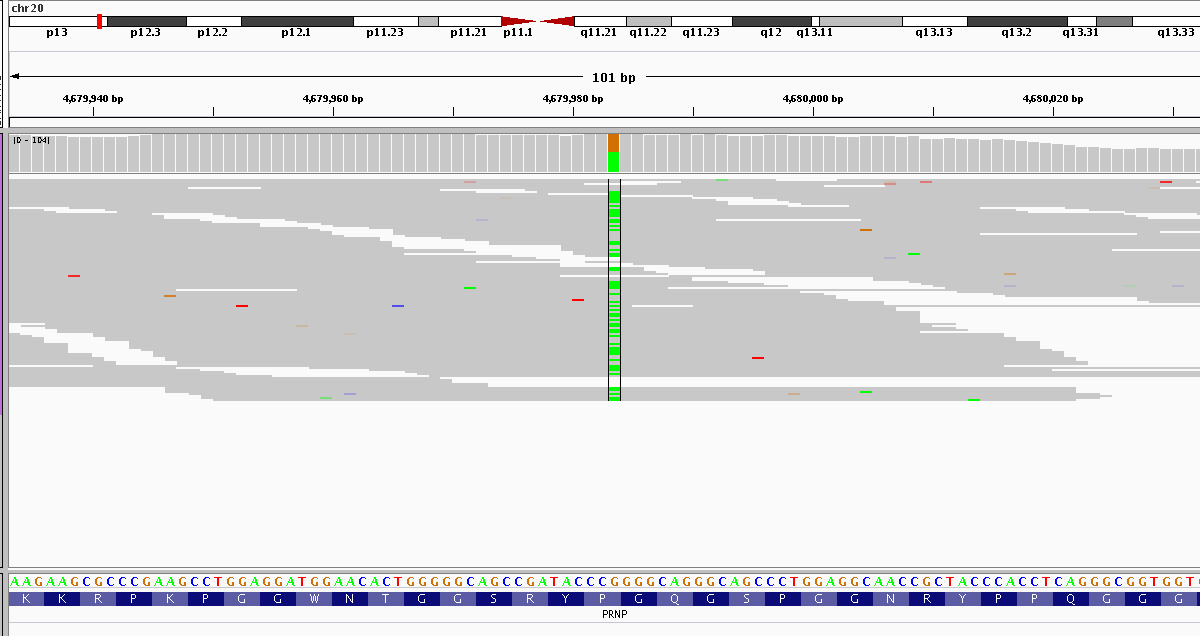 chr20
p13 p12.3 p12.2 p12.1 p11.23 p11.21 p11.1 q11.21 q11.22 q11.23 q12 q13.11 q13.13 q13.2 q13.31 q13.33
101 bp
4,679,940 bp 4,679,960 bp 4,679,980 bp 4,680,000 bp 4,680,020 bp
[0 - 104]
AAGAAGCGCCCGAAGCCTGGAGGATGGAACACTGGGGGCAGCCGATACCCGGGGCAGGGCAGCCCTGGAGGCAACCGCTACCCACCTCAGGGCGGTGGT
K K R P K P G G W N T G G S R Y P G Q G S P G G N R Y P P Q G G G
PRNP